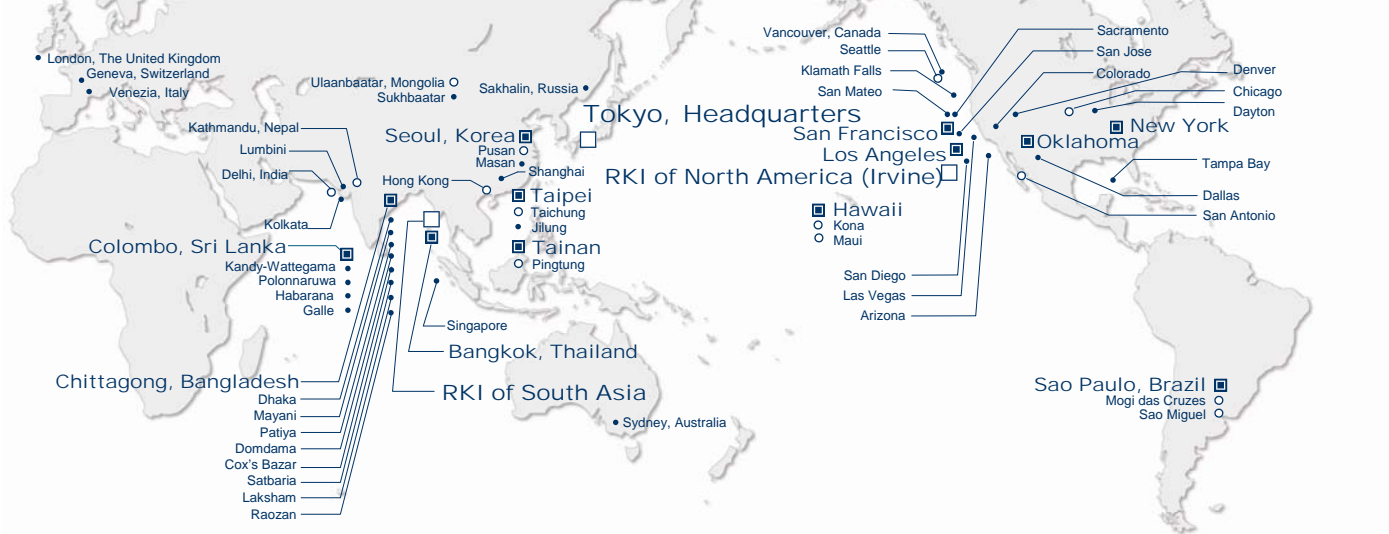 London, The United Kingdom
Geneva, Switzerland
Venezia, Italy
Ulaanbaatar, Mongolia
Sukhbaatar
Sakhalin, Russia
Kathmandu, Nepal
Lumbini
Delhi, India
Kolkata
Seoul, Korea
Pusan
Masan
Shanghai
Hong Kong
Tokyo, Headquarters
Taipei
Taichung
Jilung
Tainan
Pingtung
Colombo, Sri Lanka
Kandy-Wattegama
Polonnaruwa
Habarana
Galle
Singapore
Bangkok, Thailand
RKI of South Asia
Chittagong, Bangladesh
Dhaka
Mayani
Patiya
Domdama
Cox's Bazar
Satbaria
Laksham
Raozan
Sydney, Australia
Vancouver, Canada
Seattle
Klamath Falls
San Mateo
San Francisco
Los Angeles
RKI of North America (Irvine)
Hawaii
Kona
Maui
San Diego
Las Vegas
Arizona
Sacramento
San Jose
Colorado
Denver
Chicago
Dayton
New York
Oklahoma
Tampa Bay
Dallas
San Antonio
Sao Paulo, Brazil
Mogi das Cruzes
Sao Miguel